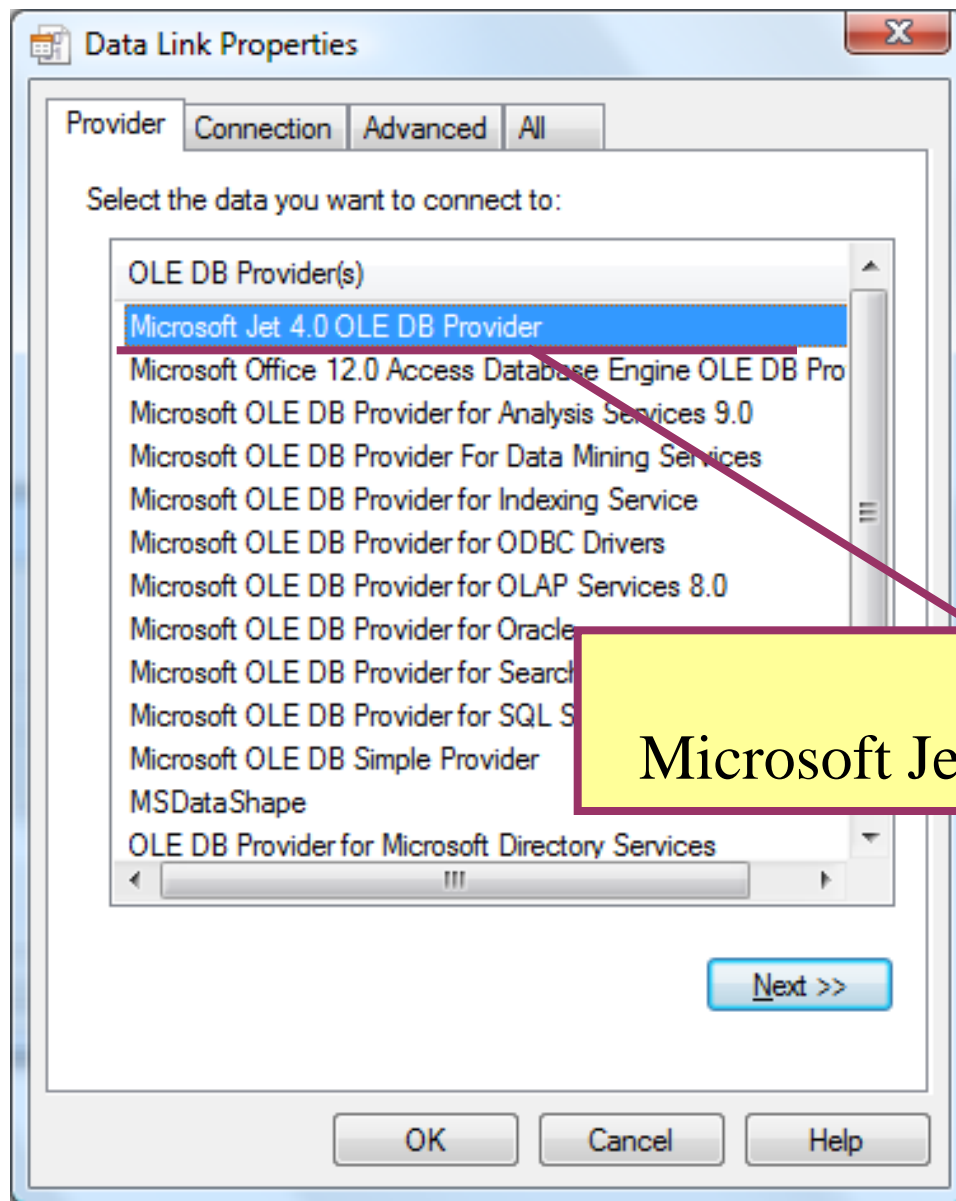 Data Link Properties
Provider Connection Advanced All
Select the data you want to connect to:
OLE DB Provider(s)
Microsoft Jet 4.0 OLE DB Provider
Microsoft Office 12.0 Access Database Engine OLE DB Pro
Microsoft OLE DB Provider for Analysis Services 9.0
Microsoft OLE DB Provider For Data Mining Services
Microsoft OLE DB Provider for Indexing Service
Microsoft OLE DB Provider for ODBC Drivers
Microsoft OLE DB Provider for OLAP Services 8.0
Microsoft OLE DB Provider for Oracle
Microsoft OLE DB Provider for Search
Microsoft OLE DB Provider for SQL S
Microsoft OLE DB Simple Provider
MSDataShape
OLE DB Provider for Microsoft Directory Services
Microsoft Je
Next >>
OK Cancel Help